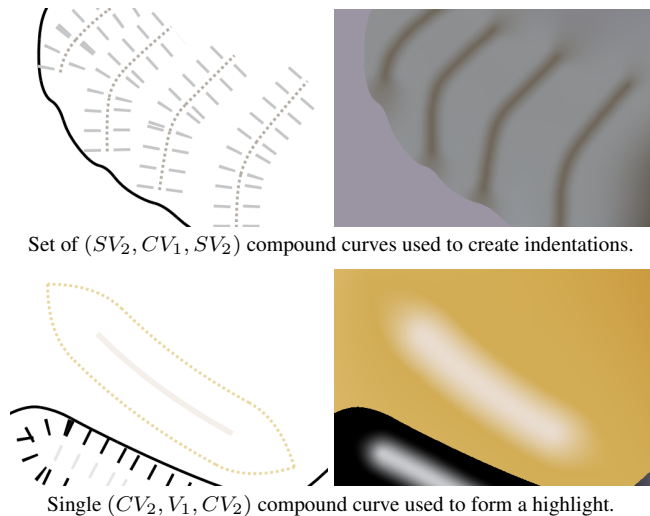 Set of (SV₂, CV₁, SV₂) compound curves used to create indentations.
Single (CV₂, V₁, CV₂) compound curve used to form a highlight.